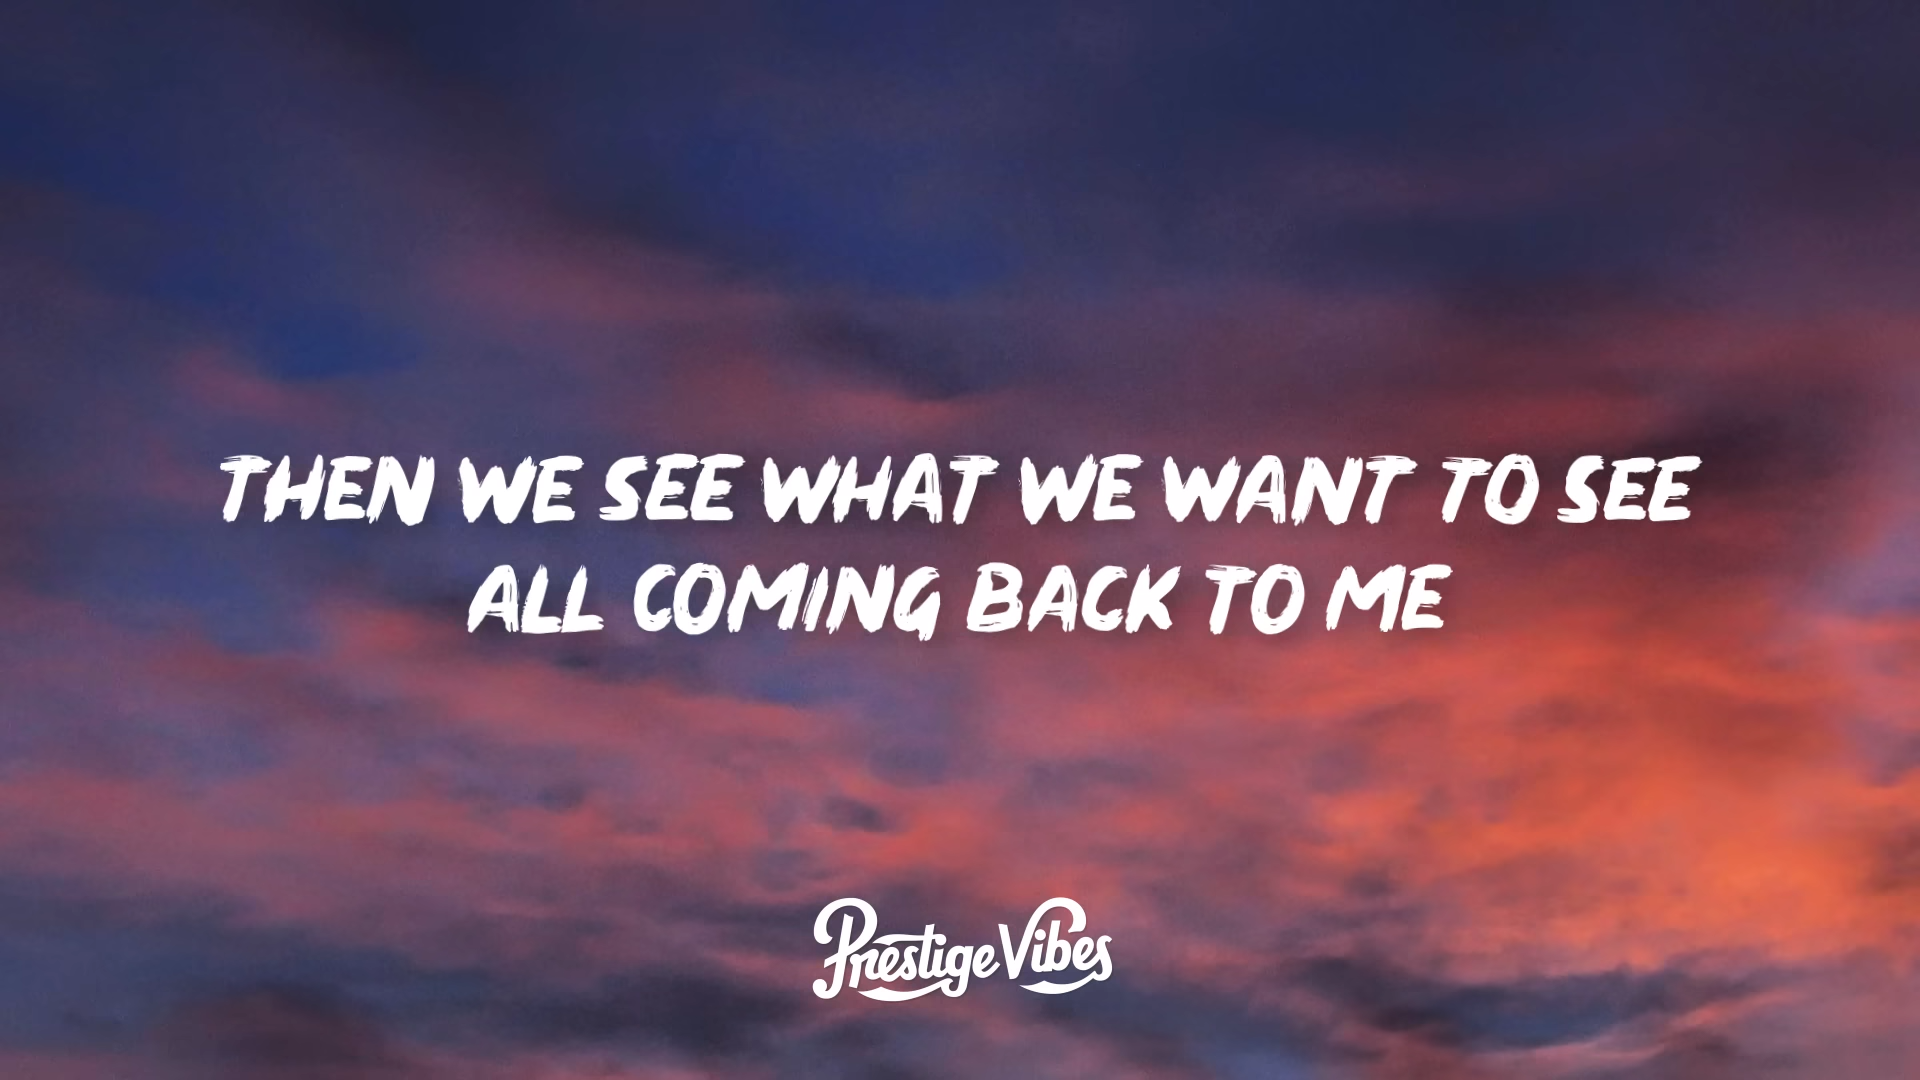 THEN WE SEE WHAT WE WANT TO SEE
ALL COMING BACK TO ME
Prestige Vibes